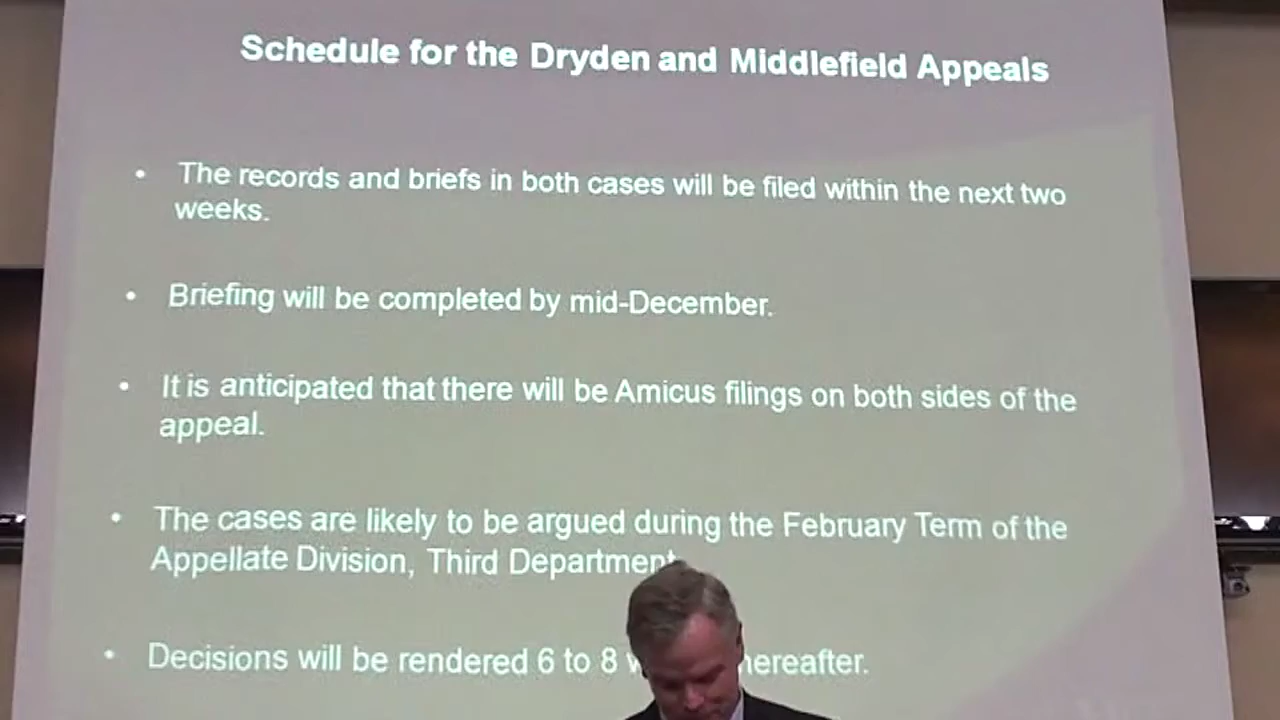 Schedule for the Dryden and Middlefield Appeals
• The records and briefs in both cases will be filed within the next two
weeks.
• Briefing will be completed by mid-December.
• It is anticipated that there will be Amicus filings on both sides of the
appeal.
• The cases are likely to be argued during the February Term of the
Appellate Division, Third Department
• Decisions will be rendered 6 to 8 hereafter.